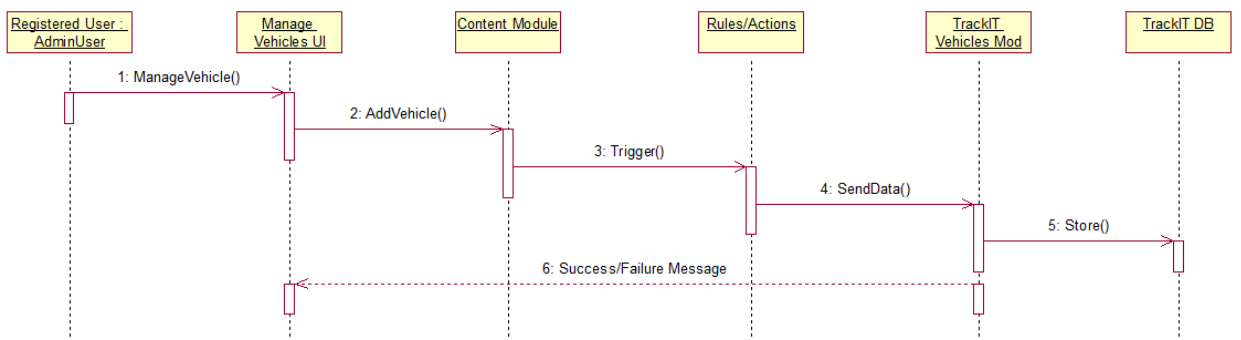 Registered User :
AdminUser
Manage
Vehicles UI
Content Module
Rules/Actions
TrackIT
Vehicles Mod
TrackIT DB
1: ManageVehicle()
2: AddVehicle()
3: Trigger()
4: SendData()
5: Store()
6: Success/Failure Message